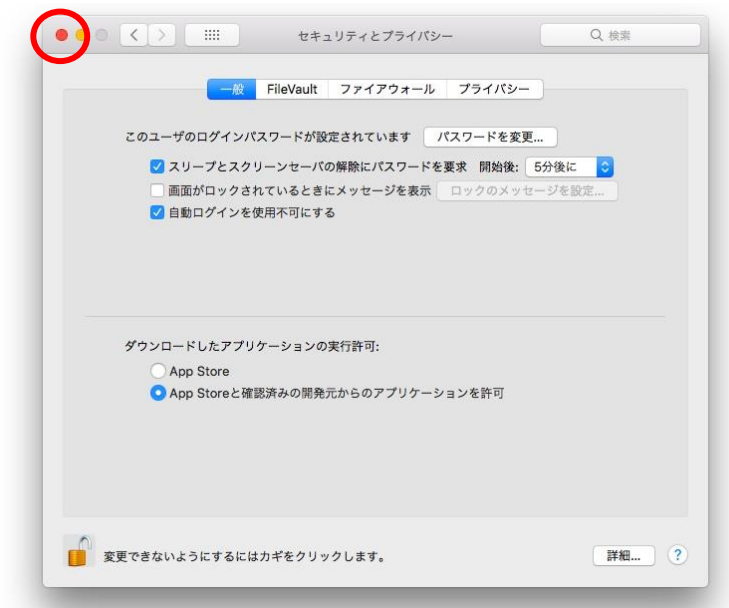 セキュリティとプライバシー
検索
一般 FileVault ファイアウォール プライバシー
このユーザのログインパスワードが設定されています パスワードを変更...
スリープとスクリーンセーバの解除にパスワードを要求 開始後: 5分後に
画面がロックされているときにメッセージを表示 ロックのメッセージを設定...
自動ログインを使用不可にする
ダウンロードしたアプリケーションの実行許可:
App Store
App Storeと確認済みの開発元からのアプリケーションを許可
変更できないようにするにはカギをクリックします。 詳細... ?